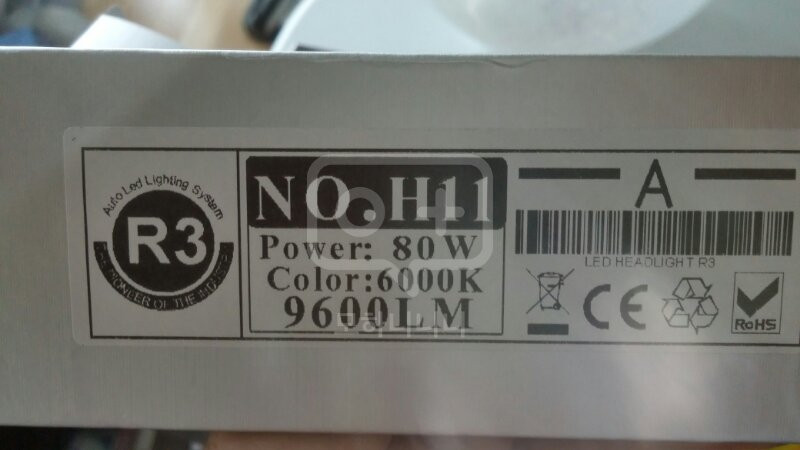 Auto Led Lighting System
R3
THE PIONEER OF THE INDUSTRY
NO.H11
Power: 80W
Color:6000K
9600LM
A
LED HEADLIGHT R3
CE
RoHS